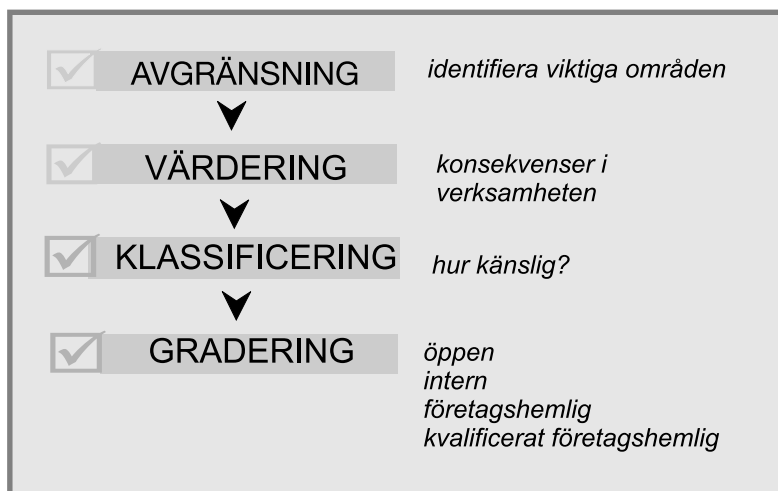 AVGRÄNSNING
identifiera viktiga områden
VÄRDERING
konsekvenser i
verksamheten
KLASSIFICERING
hur känslig?
GRADERING
öppen
intern
företagshemlig
kvalificerat företagshemlig